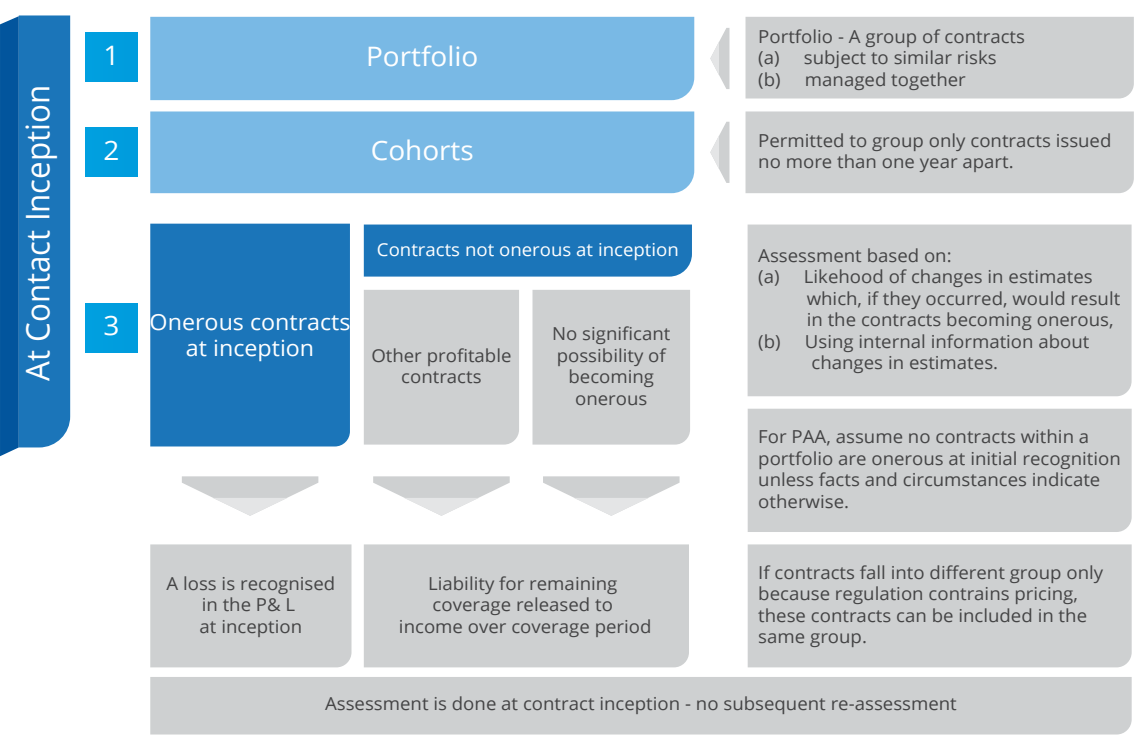 At Contact Inception
1
Portfolio
Portfolio - A group of contracts
(a) subject to similar risks
(b) managed together
2
Cohorts
Permitted to group only contracts issued
no more than one year apart.
3
Onerous contracts
at inception
Contracts not onerous at inception
Other profitable
contracts
No significant
possibility of
becoming
onerous
Assessment based on:
(a) Likehood of changes in estimates
which, if they occurred, would result
in the contracts becoming onerous,
(b) Using internal information about
changes in estimates.
For PAA, assume no contracts within a
portfolio are onerous at initial recognition
unless facts and circumstances indicate
otherwise.
A loss is recognised
in the P& L
at inception
Liability for remaining
coverage released to
income over coverage period
If contracts fall into different group only
because regulation contrains pricing,
these contracts can be included in the
same group.
Assessment is done at contract inception - no subsequent re-assessment